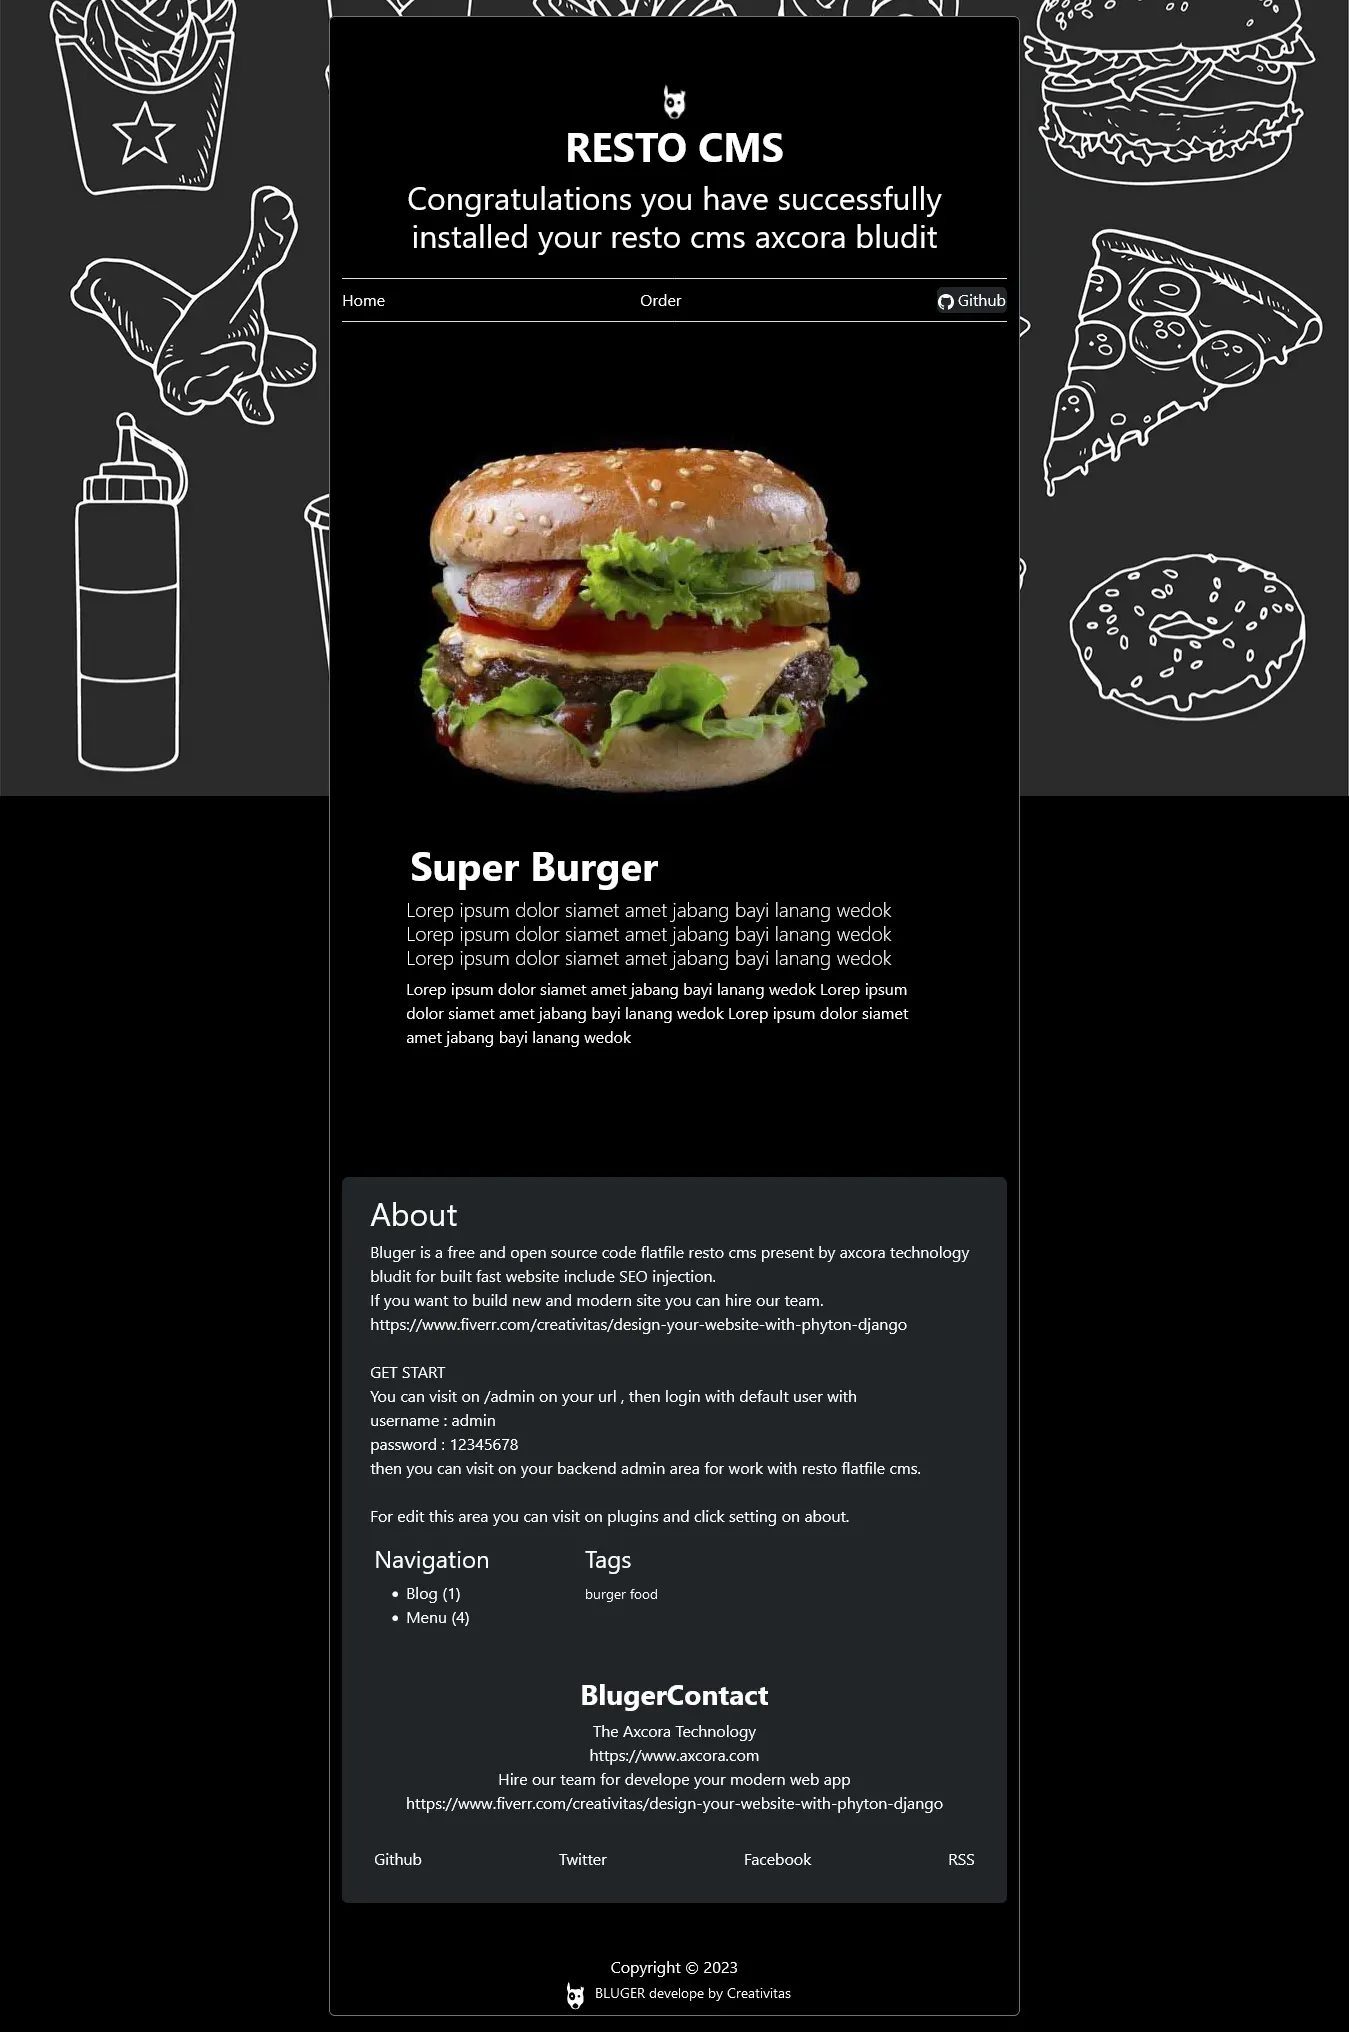 RESTO CMS
Congratulations you have successfully
installed your resto cms axcora bludit
Home
Order
Github
Super Burger
Lorep ipsum dolor siamet amet jabang bayi lanang wedok
Lorep ipsum dolor siamet amet jabang bayi lanang wedok
Lorep ipsum dolor siamet amet jabang bayi lanang wedok
Lorep ipsum dolor siamet amet jabang bayi lanang wedok Lorep ipsum
dolor siamet amet jabang bayi lanang wedok Lorep ipsum dolor siamet
amet jabang bayi lanang wedok
About
Bluger is a free and open source code flatfile resto cms present by axcora technology
bludit for built fast website include SEO injection.
If you want to build new and modern site you can hire our team.
https://www.fiverr.com/creativitas/design-your-website-with-phyton-django
GET START
You can visit on /admin on your url , then login with default user with
username : admin
password : 12345678
then you can visit on your backend admin area for work with resto flatfile cms.
For edit this area you can visit on plugins and click setting on about.
Navigation
Blog (1)
Menu (4)
Tags
burger food
BlugerContact
The Axcora Technology
https://www.axcora.com
Hire our team for develope your modern web app
https://www.fiverr.com/creativitas/design-your-website-with-phyton-django
Github
Twitter
Facebook
RSS
Copyright © 2023
BLUGER develope by Creativitas